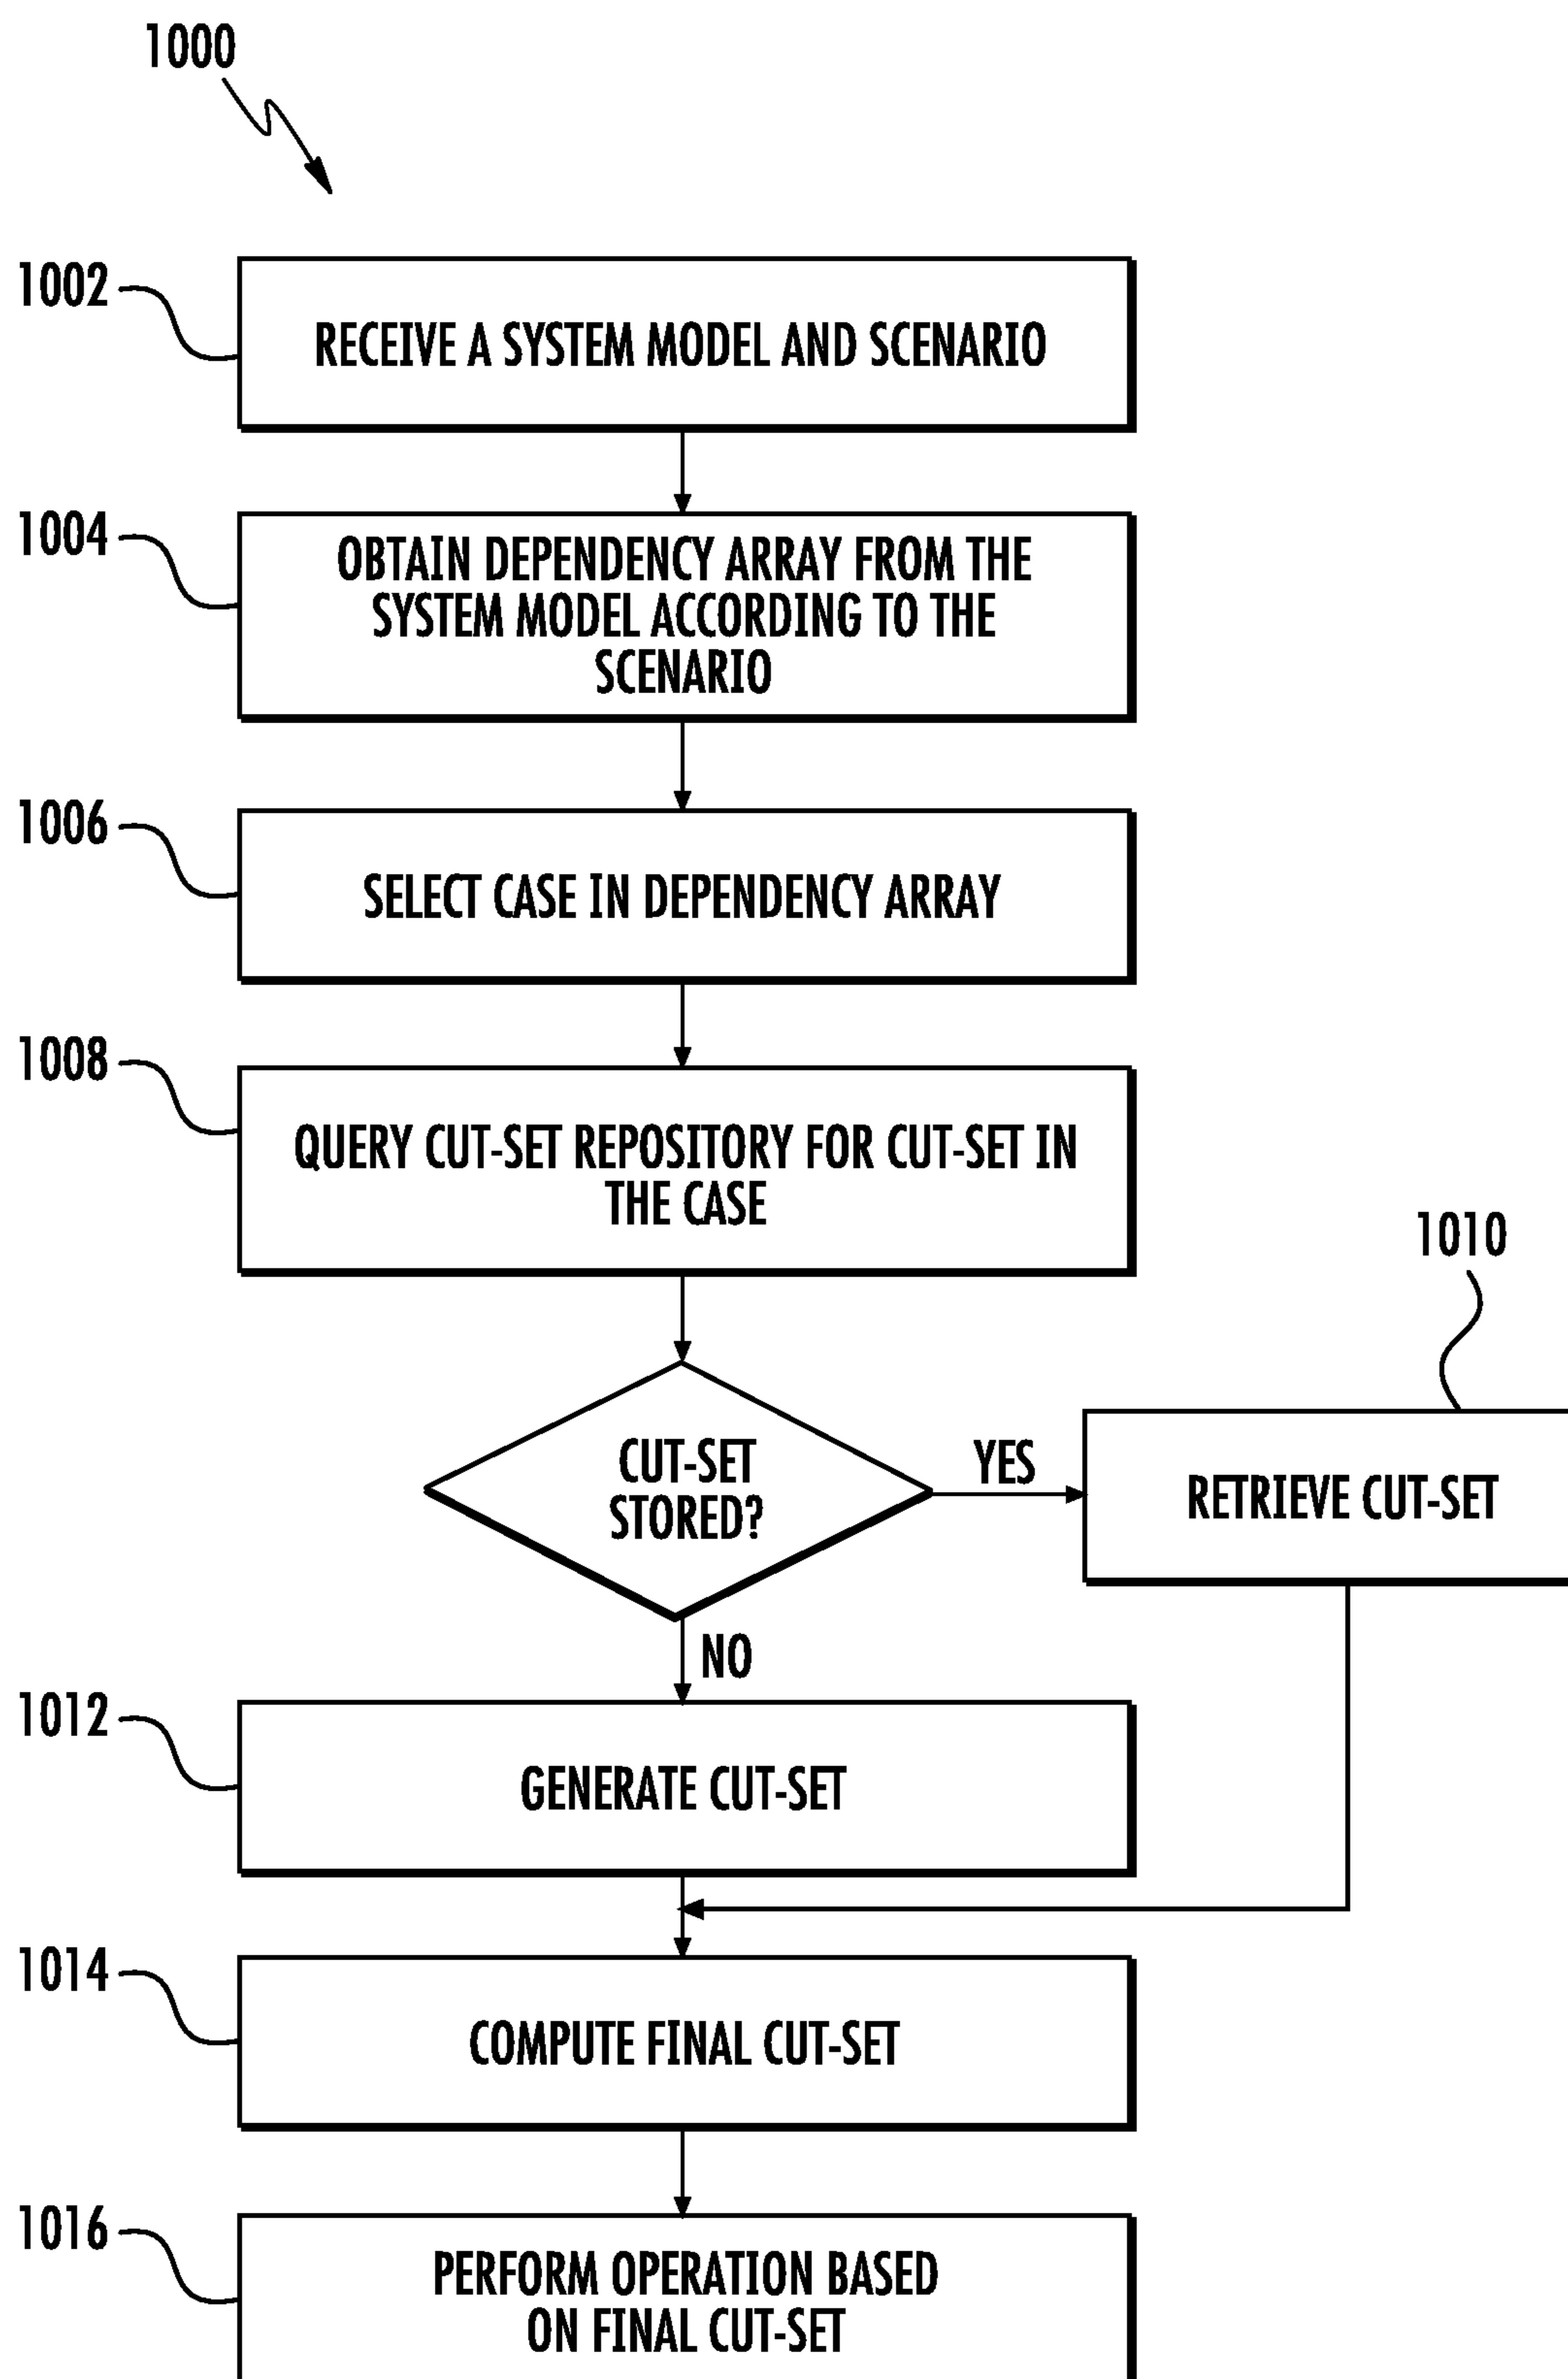 1000
1002
RECEIVE A SYSTEM MODEL AND SCENARIO
1004
OBTAIN DEPENDENCY ARRAY FROM THE
SYSTEM MODEL ACCORDING TO THE
SCENARIO
1006
SELECT CASE IN DEPENDENCY ARRAY
1008
QUERY CUT-SET REPOSITORY FOR CUT-SET IN
THE CASE
1010
CUT-SET
STORED?
YES
RETRIEVE CUT-SET
NO
1012
GENERATE CUT-SET
1014
COMPUTE FINAL CUT-SET
1016
PERFORM OPERATION BASED
ON FINAL CUT-SET